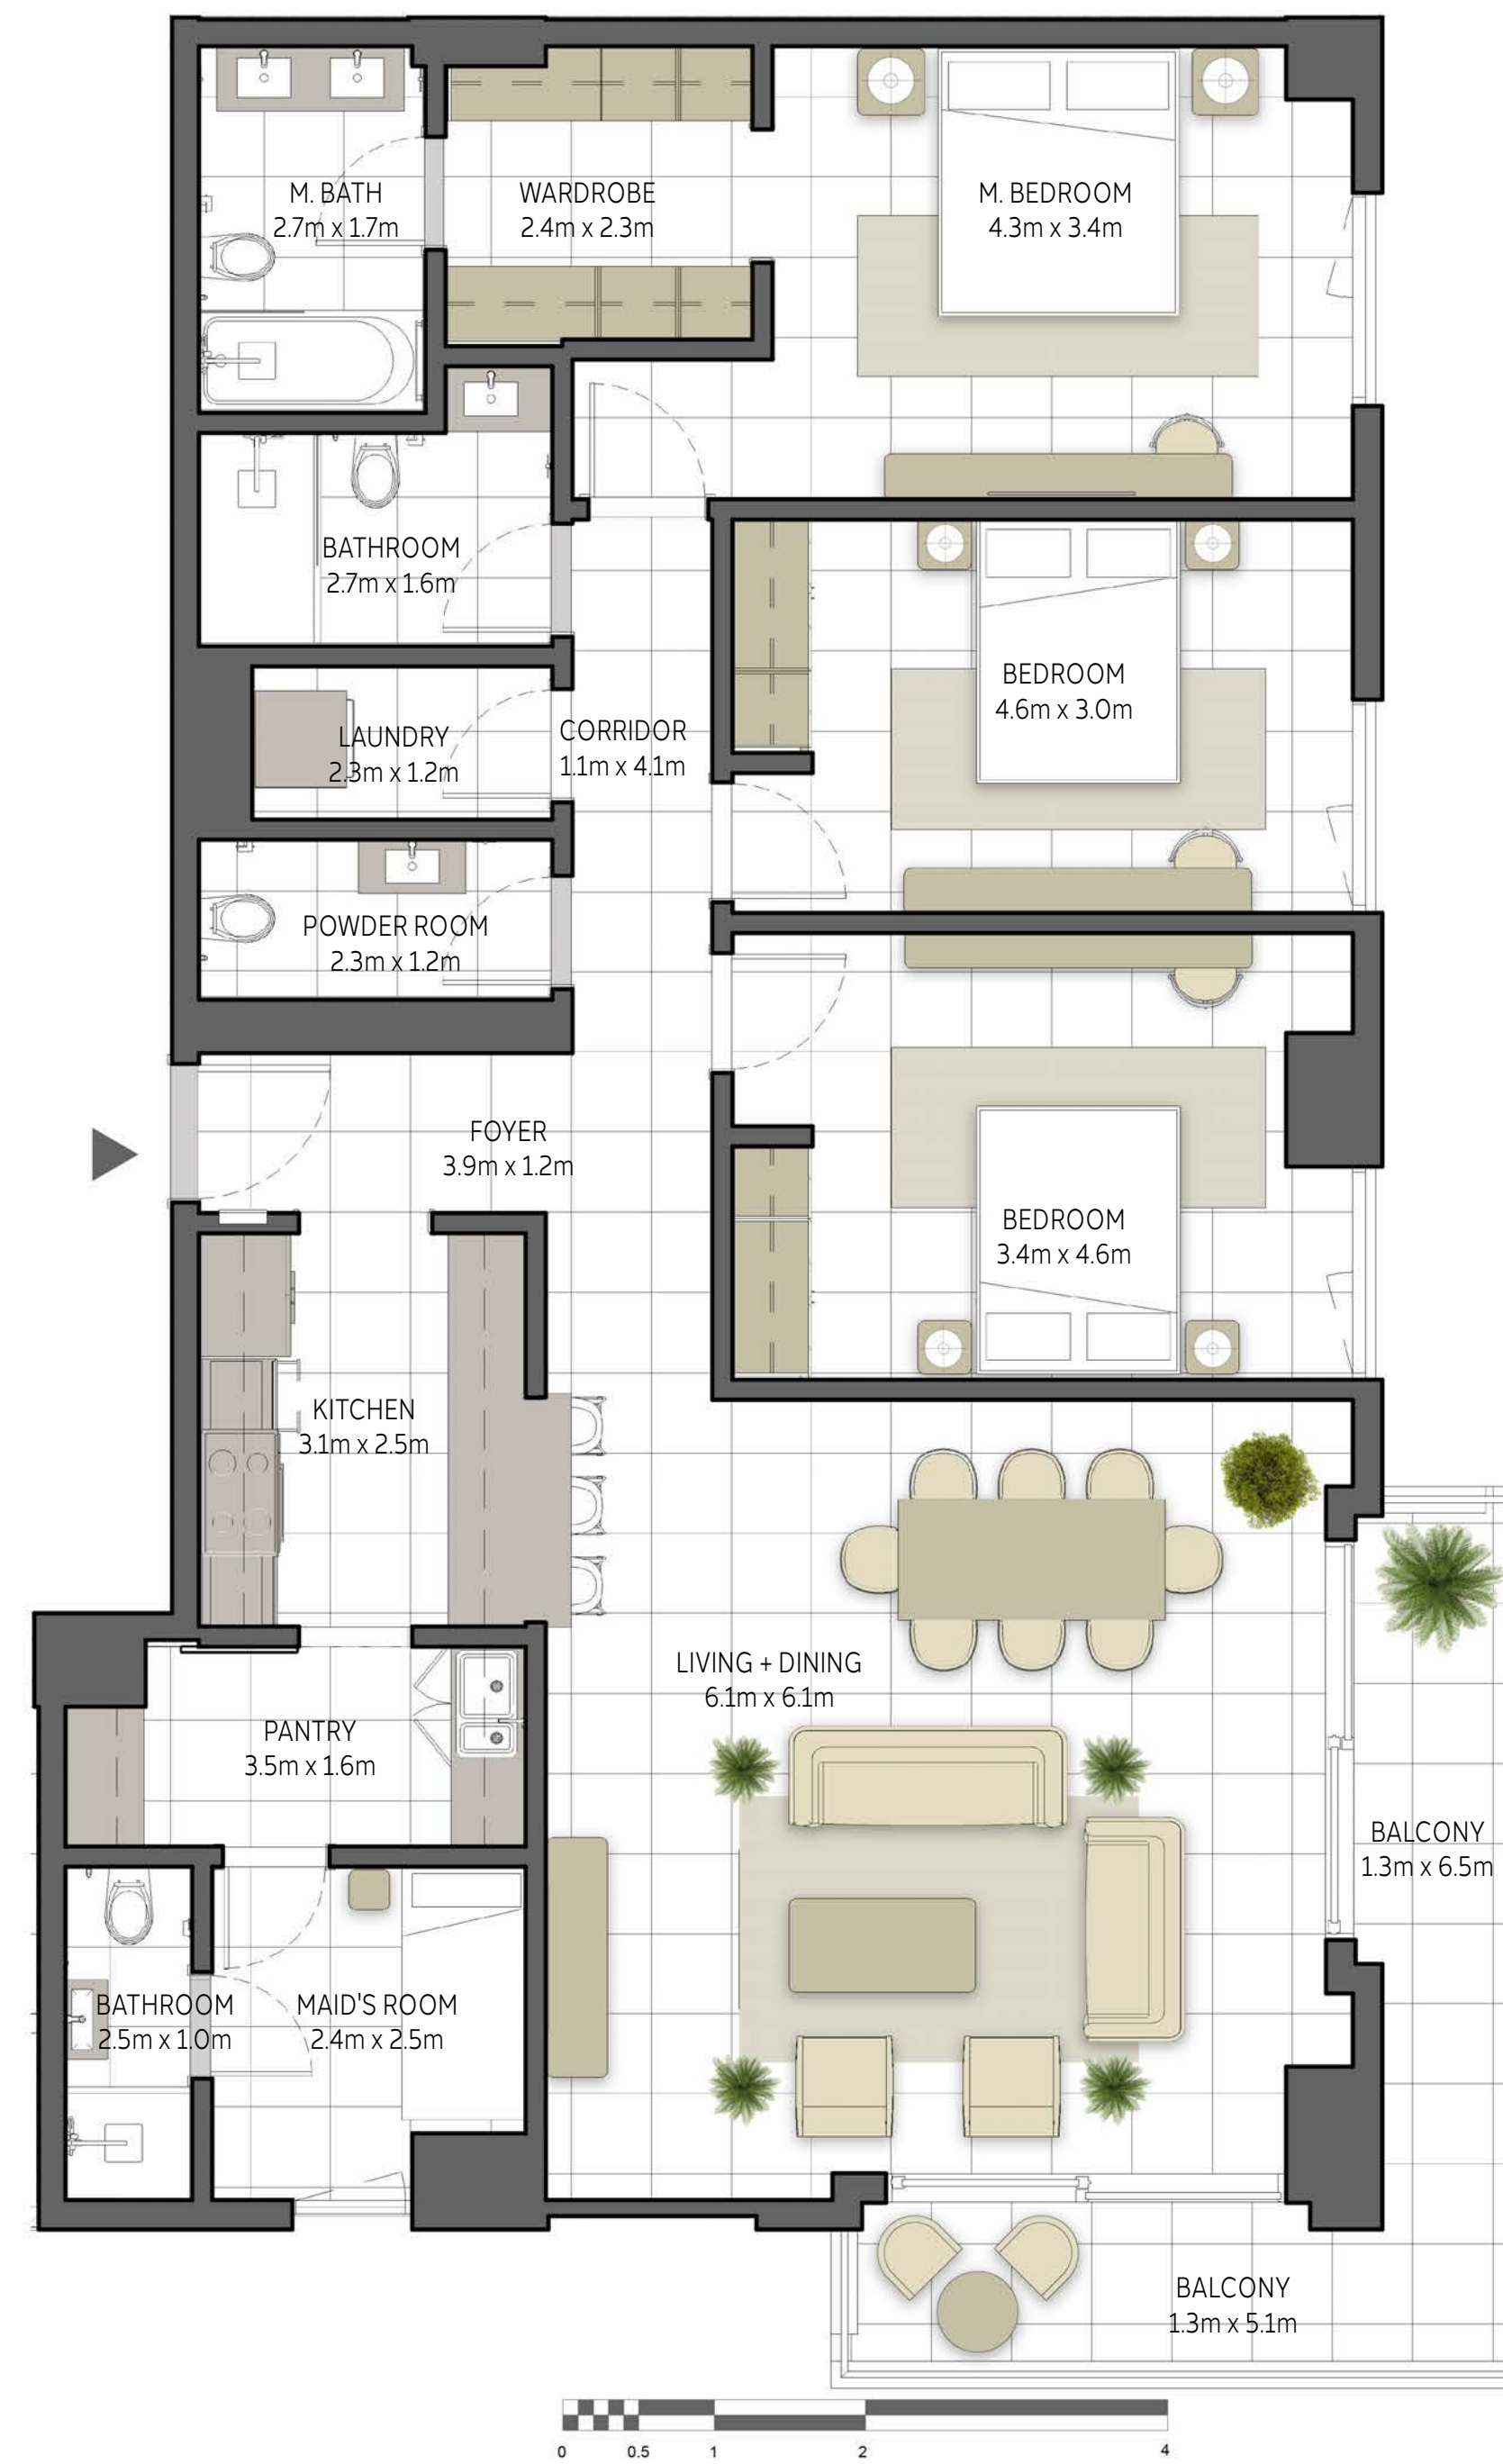 M. BATH
2.7m x 1.7m
WARDROBE
2.4m x 2.3m
M. BEDROOM
4.3m x 3.4m
BATHROOM
2.7m x 1.6m
BEDROOM
4.6m x 3.0m
LAUNDRY
2.3m x 1.2m
CORRIDOR
1.1m x 4.1m
POWDER ROOM
2.3m x 1.2m
FOYER
3.9m x 1.2m
BEDROOM
3.4m x 4.6m
KITCHEN
3.1m x 2.5m
LIVING + DINING
6.1m x 6.1m
PANTRY
3.5m x 1.6m
BALCONY
1.3m x 6.5m
BATHROOM
2.5m x 1.0m
MAID'S ROOM
2.4m x 2.5m
BALCONY
1.3m x 5.1m
0 0.5 1 2 4